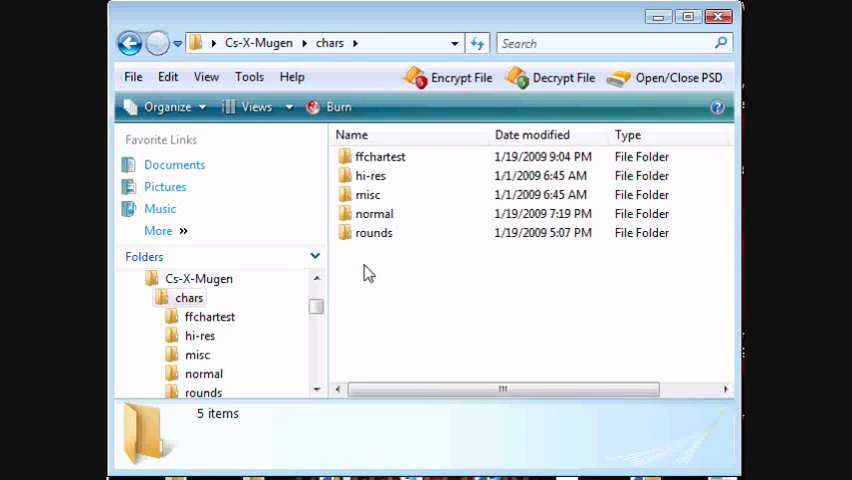 Cs-X-Mugen chars Search
File Edit View Tools Help Encrypt File Decrypt File Open/Close PSD
Organize Views Burn ?
Favorite Links
Documents
Pictures
Music
More »
Folders
Cs-X-Mugen
chars
ffchartest
hi-res
misc
normal
rounds
Name Date modified Type
ffchartest 1/19/2009 9:04 PM File Folder
hi-res 1/1/2009 6:45 AM File Folder
misc 1/1/2009 6:45 AM File Folder
normal 1/19/2009 7:19 PM File Folder
rounds 1/19/2009 5:07 PM File Folder
5 items